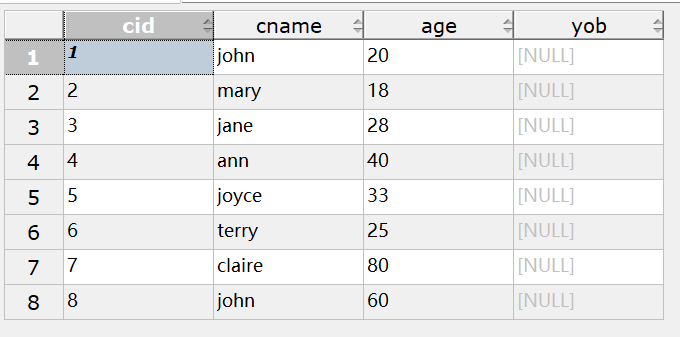 cid cname age yob
1 1 john 20 [NULL]
2 2 mary 18 [NULL]
3 3 jane 28 [NULL]
4 4 ann 40 [NULL]
5 5 joyce 33 [NULL]
6 6 terry 25 [NULL]
7 7 claire 80 [NULL]
8 8 john 60 [NULL]